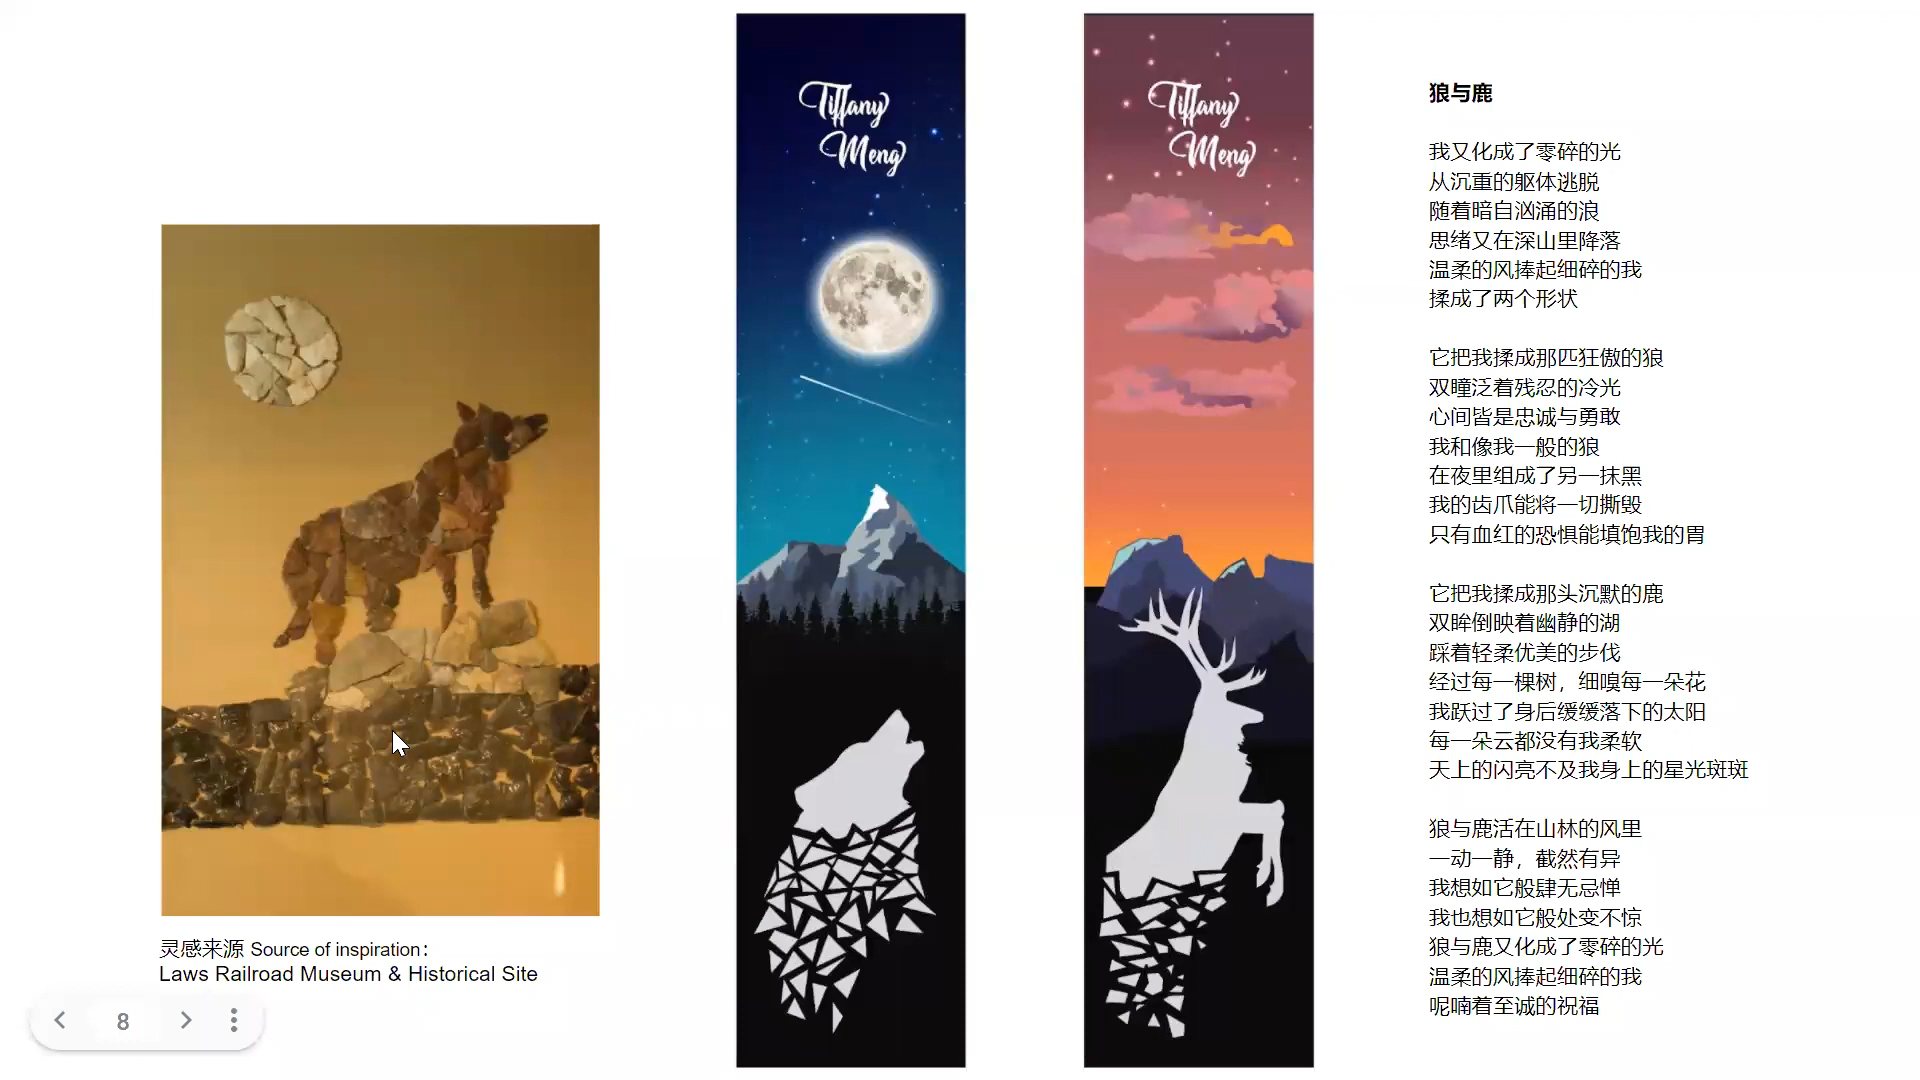 Tiffany
Meng
Tiffany
Meng
灵感来源 Source of inspiration：
Laws Railroad Museum & Historical Site
8
狼与鹿
我又化成了零碎的光
从沉重的躯体逃脱
随着暗自汹涌的浪
思绪又在深山里降落
温柔的风捧起细碎的我
揉成了两个形状
它把我揉成那匹狂傲的狼
双瞳泛着残忍的冷光
心间皆是忠诚与勇敢
我和像我一般的狼
在夜里组成了另一抹黑
我的齿爪能将一切撕毁
只有血红的恐惧能填饱我的胃
它把我揉成那头沉默的鹿
双眸倒映着幽静的湖
踩着轻柔优美的步伐
经过每一棵树，细嗅每一朵花
我跃过了身后缓缓落下的太阳
每一朵云都没有我柔软
天上的闪亮不及我身上的星光斑斑
狼与鹿活在山林的风里
一动一静，截然有异
我想如它般肆无忌惮
我也想如它般处变不惊
狼与鹿又化成了零碎的光
温柔的风捧起细碎的我
呢喃着至诚的祝福